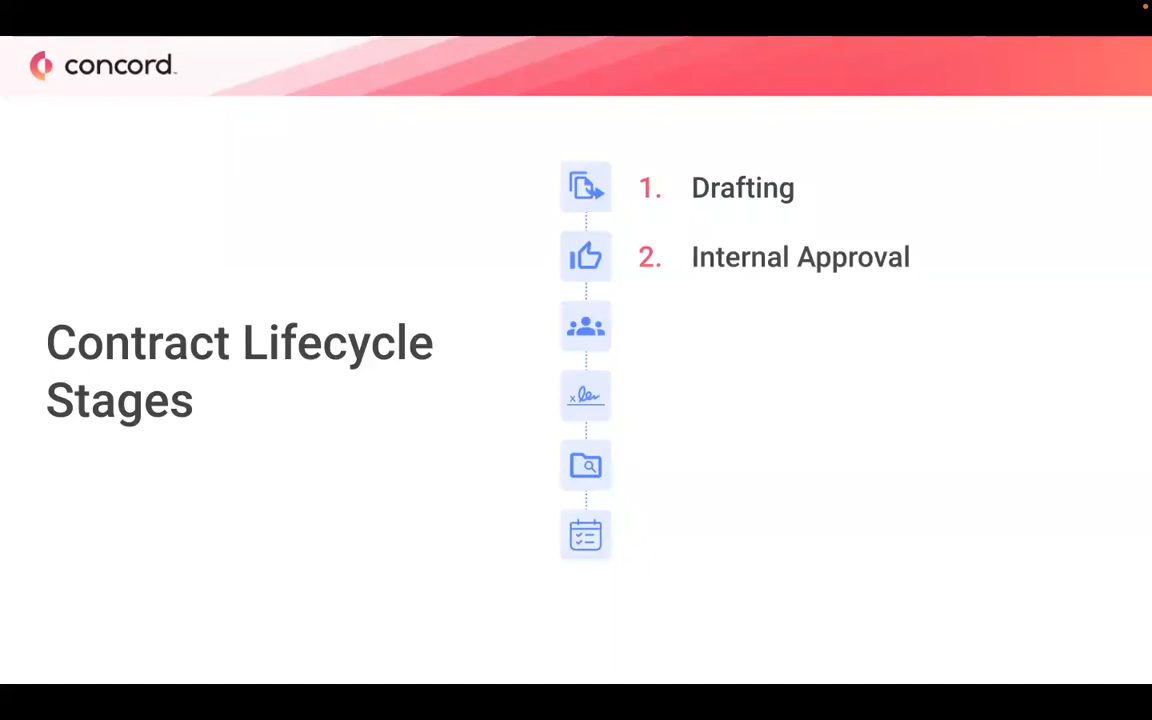 concord
Contract Lifecycle
Stages
1. Drafting
2. Internal Approval